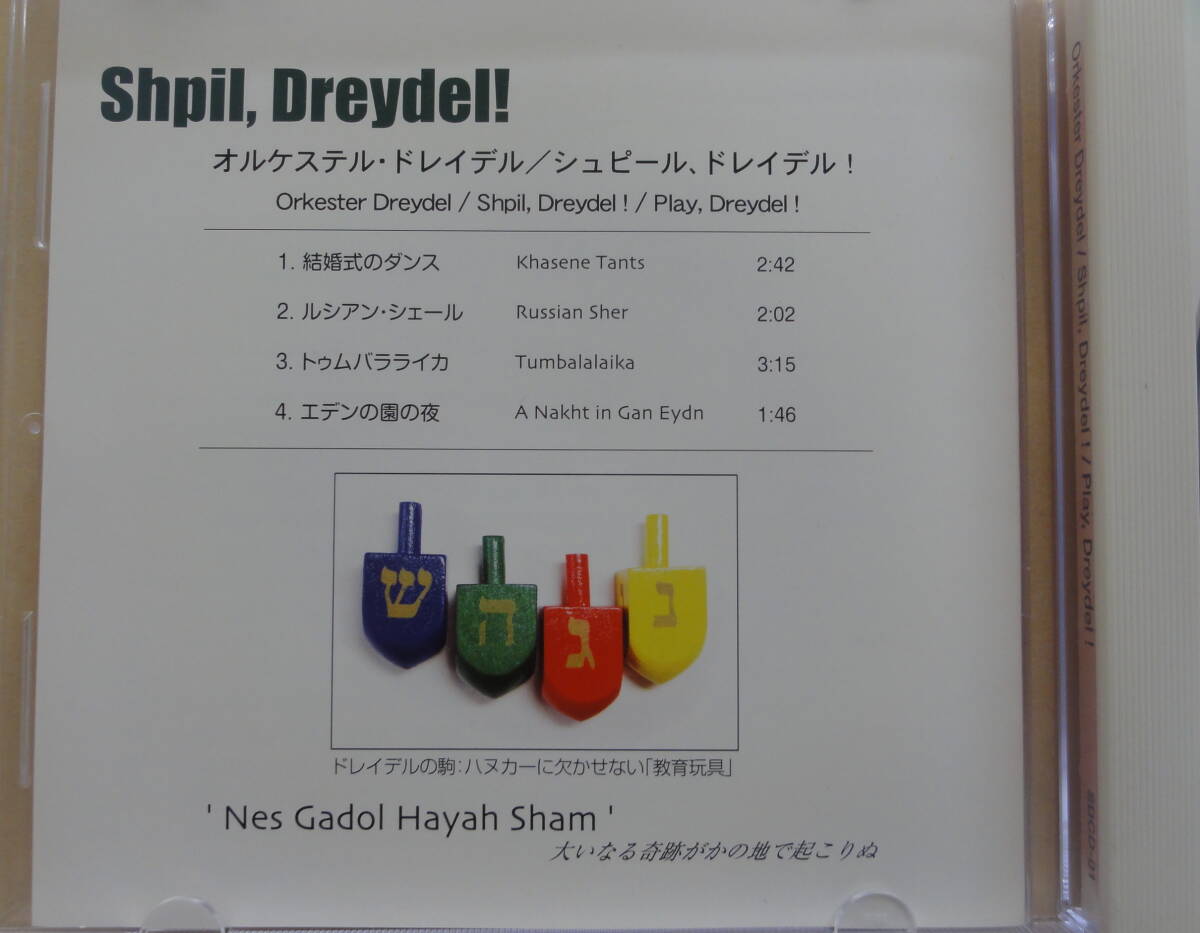 Shpil, Dreydel!
オルケステル・ドレイデル／シュピール、ドレイデル！
Orkester Dreydel / Shpil, Dreydel ! / Play, Dreydel !
1. 結婚式のダンス Khasene Tants 2:42
2. ルシアン・シェール Russian Sher 2:02
3. トゥムバラライカ Tumbalalaika 3:15
4. エデンの園の夜 A Nakht in Gan Eydn 1:46
ש ה ג נ
ドレイデルの駒：ハヌカーに欠かせない「教育玩具」
' Nes Gadol Hayah Sham '
大いなる奇跡がかの地で起こりぬ
Orkester Dreydel / Shpil, Dreydel ! / Play, Dreydel !
SDCD-01